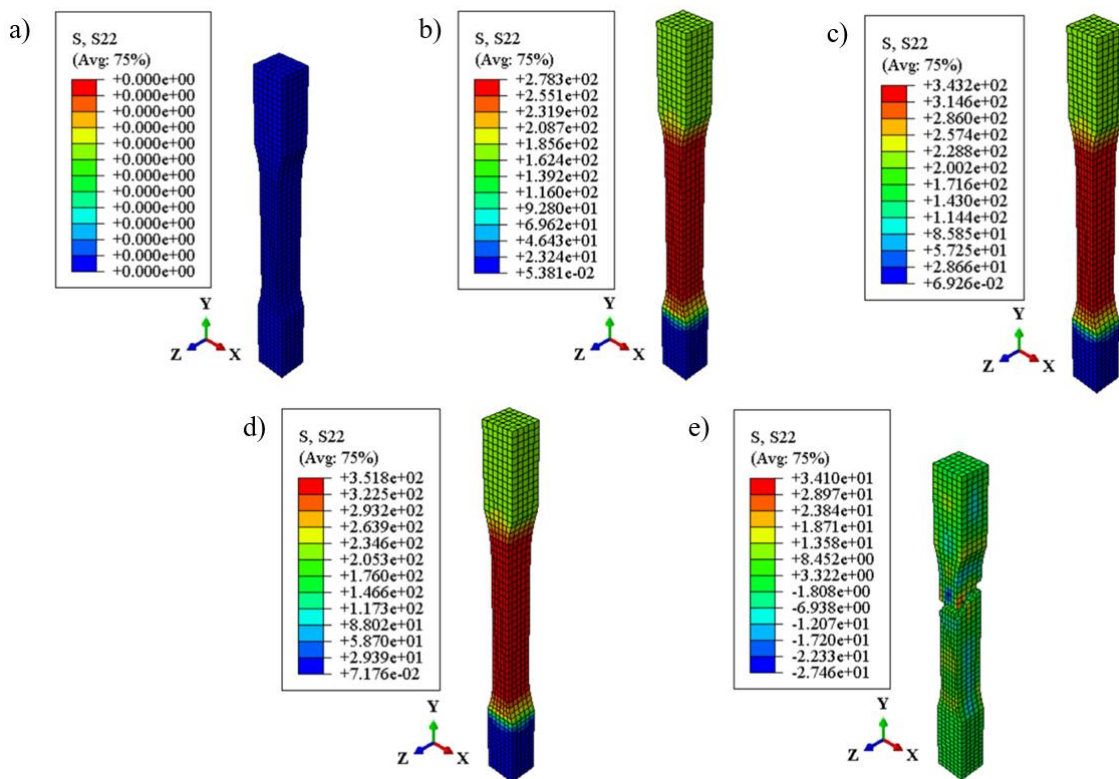 a)
S, S22
(Avg: 75%)
+0.000e+00
+0.000e+00
+0.000e+00
+0.000e+00
+0.000e+00
+0.000e+00
+0.000e+00
+0.000e+00
+0.000e+00
+0.000e+00
+0.000e+00
+0.000e+00
+0.000e+00
Y
Z
X
b)
S, S22
(Avg: 75%)
+2.783e+02
+2.551e+02
+2.319e+02
+2.087e+02
+1.856e+02
+1.624e+02
+1.392e+02
+1.160e+02
+9.280e+01
+6.962e+01
+4.643e+01
+2.324e+01
+5.381e-02
Y
Z
X
c)
S, S22
(Avg: 75%)
+3.432e+02
+3.146e+02
+2.860e+02
+2.574e+02
+2.288e+02
+2.002e+02
+1.716e+02
+1.430e+02
+1.144e+02
+8.585e+01
+5.725e+01
+2.866e+01
+6.926e-02
Y
Z
X
d)
S, S22
(Avg: 75%)
+3.518e+02
+3.225e+02
+2.932e+02
+2.639e+02
+2.346e+02
+2.053e+02
+1.760e+02
+1.466e+02
+1.173e+02
+8.802e+01
+5.870e+01
+2.939e+01
+7.176e-02
Y
Z
X
e)
S, S22
(Avg: 75%)
+3.410e+01
+2.897e+01
+2.384e+01
+1.871e+01
+1.358e+01
+8.452e+00
+3.322e+00
-1.808e+00
-6.938e+00
-1.207e+01
-1.720e+01
-2.233e+01
-2.746e+01
Y
Z
X